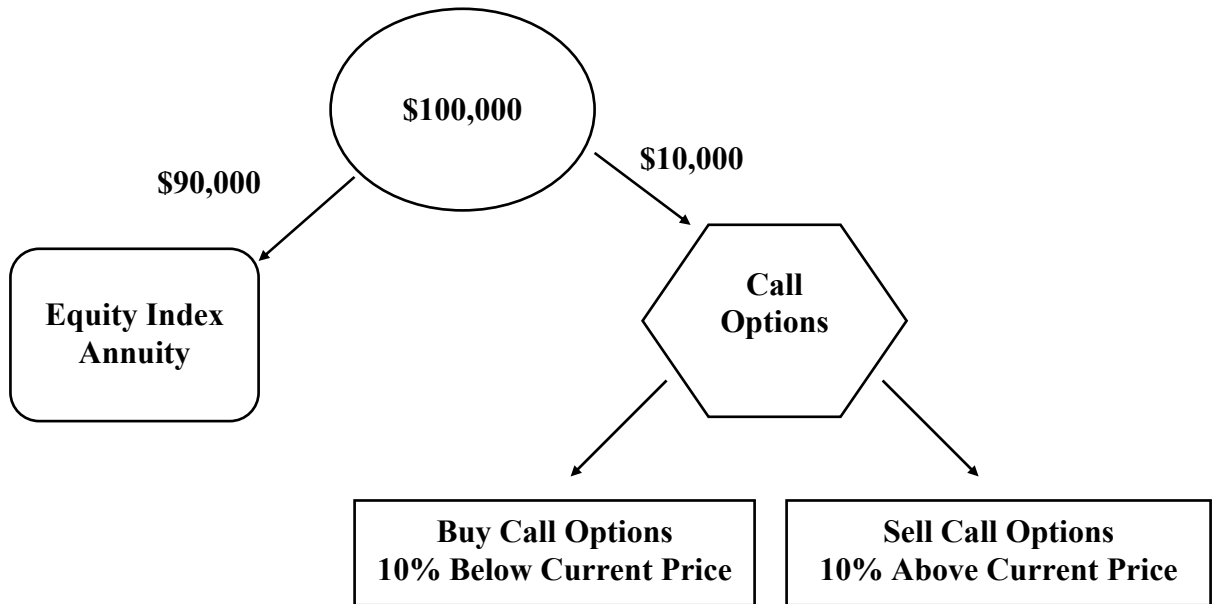 $100,000
$90,000
$10,000
Equity Index
Annuity
Call
Options
Buy Call Options
10% Below Current Price
Sell Call Options
10% Above Current Price